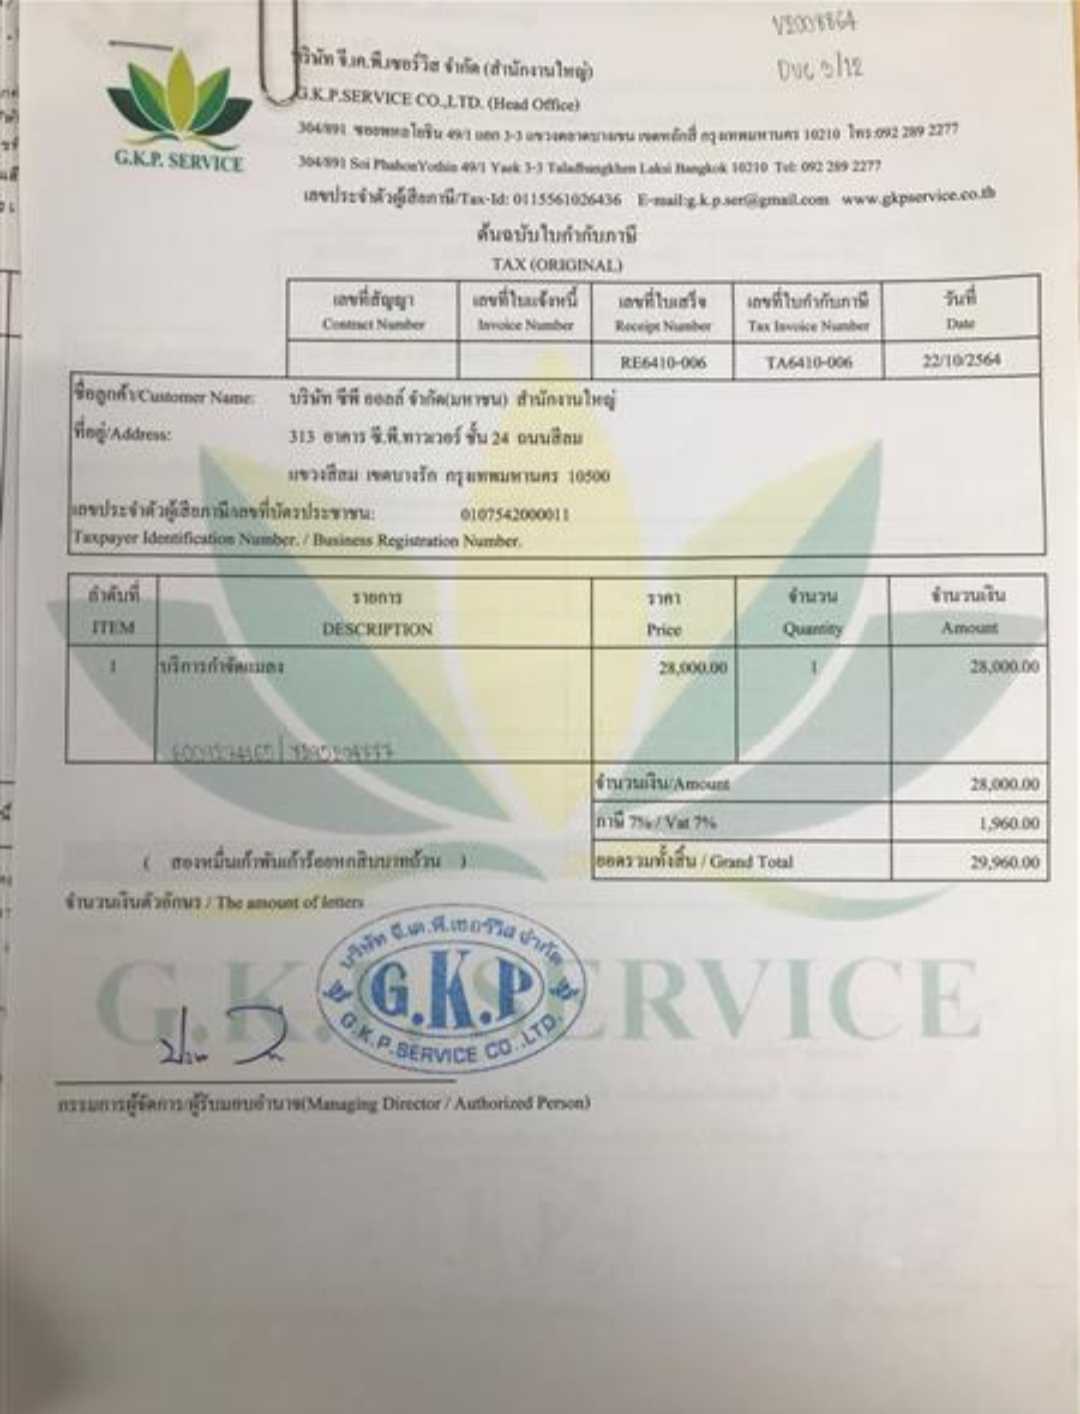 V2008864
DUE 3/12
G.K.P. SERVICE
บริษัท จี.เค.พี.เซอร์วิส จำกัด (สำนักงานใหญ่)
G.K.P.SERVICE CO.,LTD. (Head Office)
304/891 ซอยพหลโยธิน 49/1 แยก 3-3 แขวงตลาดบางเขน เขตหลักสี่ กรุงเทพมหานคร 10210 โทร:092 289 2277
304/891 Soi PhahonYothin 49/1 Yaek 3-3 Taladbangkhen Laksi Bangkok 10210 Tel: 092 289 2277
เลขประจำตัวผู้เสียภาษี/Tax-Id: 0115561026436 E-mail:g.k.p.ser@gmail.com www.gkpservice.co.th
ต้นฉบับใบกำกับภาษี
TAX (ORIGINAL)
เลขที่สัญญา เลขที่ใบแจ้งหนี้ เลขที่ใบเสร็จ เลขที่ใบกำกับภาษี วันที่
Contract Number Invoice Number Receipt Number Tax Invoice Number Date
RE6410-006 TA6410-006 22/10/2564
ชื่อลูกค้า/Customer Name: บริษัท ซีพี ออลล์ จำกัด(มหาชน) สำนักงานใหญ่
ที่อยู่/Address: 313 อาคาร ซี.พี.ทาวเวอร์ ชั้น 24 ถนนสีลม
แขวงสีลม เขตบางรัก กรุงเทพมหานคร 10500
เลขประจำตัวผู้เสียภาษี/เลขที่บัตรประชาชน: 0107542000011
Taxpayer Identification Number. / Business Registration Number.
ลำดับที่ รายการ ราคา จำนวน จำนวนเงิน
ITEM DESCRIPTION Price Quantity Amount
1 บริการกำจัดแมลง 28,000.00 1 28,000.00
จำนวนเงิน/Amount 28,000.00
ภาษี 7% / Vat 7% 1,960.00
( สองหมื่นเก้าพันเก้าร้อยหกสิบบาทถ้วน ) ยอดรวมทั้งสิ้น / Grand Total 29,960.00
จำนวนเงินตัวอักษร / The amount of letters
บริษัท จี.เค.พี.เซอร์วิส จำกัด
G.K.P
G.K.P.SERVICE CO.,LTD.
G.K.P. SERVICE
กรรมการผู้จัดการ/ผู้รับมอบอำนาจ(Managing Director / Authorized Person)